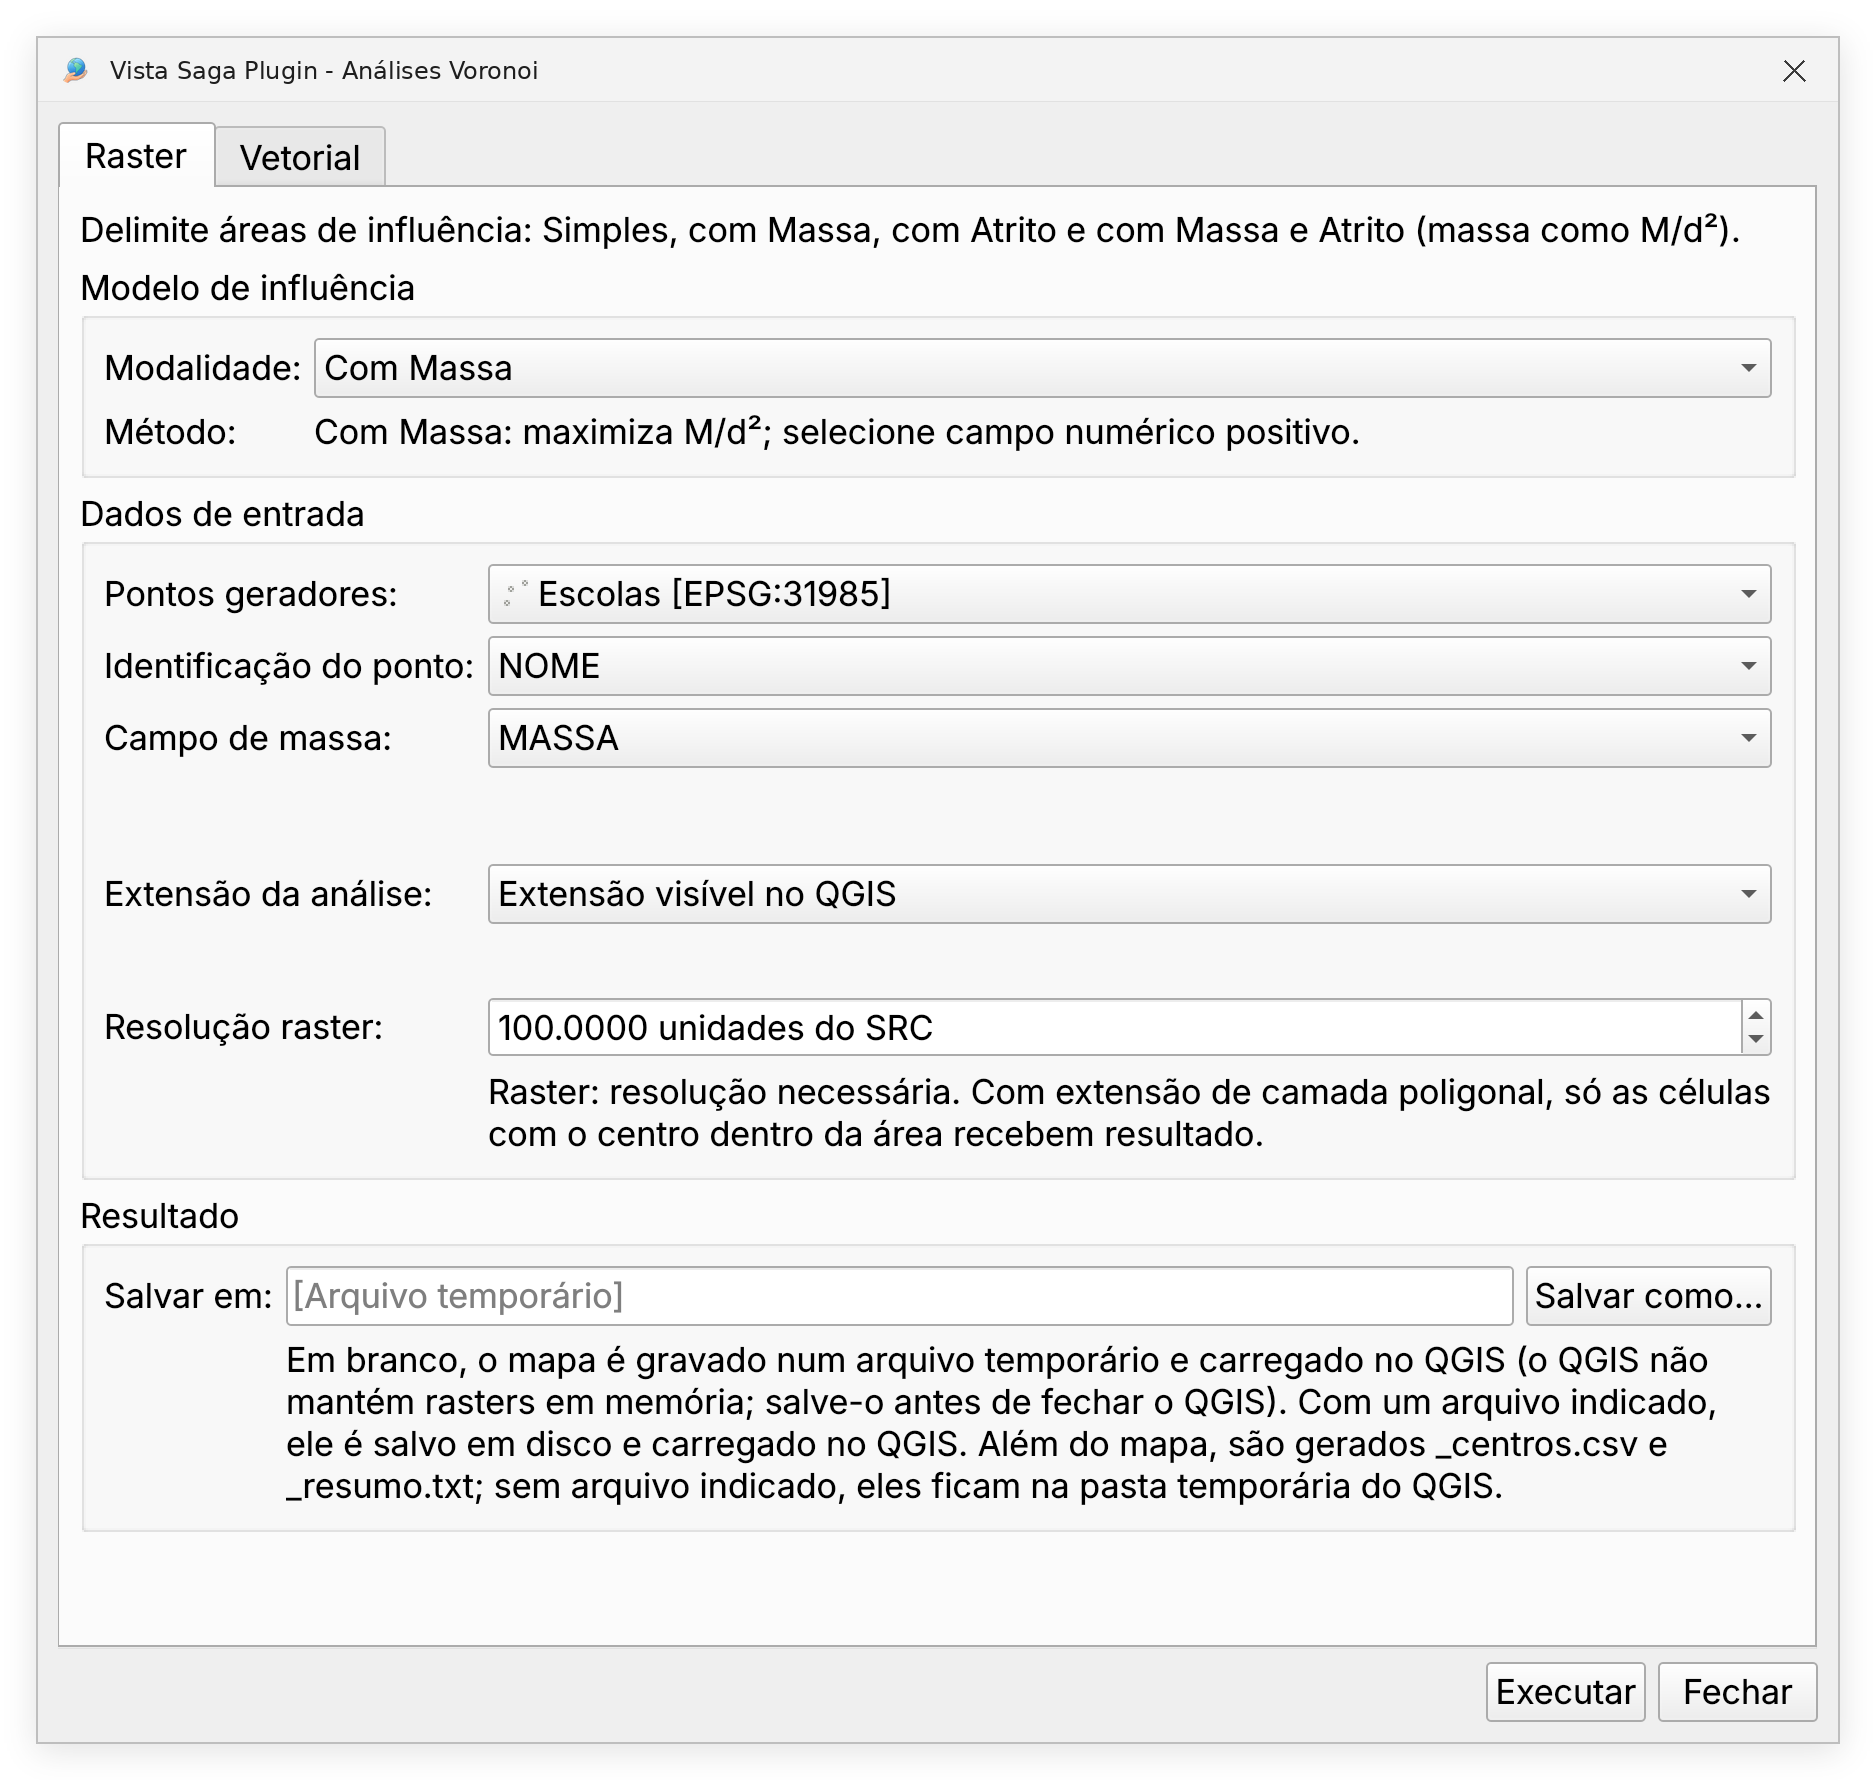 Vista Saga Plugin - Análises Voronoi
Raster
Vetorial
Delimite áreas de influência: Simples, com Massa, com Atrito e com Massa e Atrito (massa como M/d²).
Modelo de influência
Modalidade: Com Massa
Método: Com Massa: maximiza M/d²; selecione campo numérico positivo.
Dados de entrada
Pontos geradores: Escolas [EPSG:31985]
Identificação do ponto: NOME
Campo de massa: MASSA
Extensão da análise: Extensão visível no QGIS
Resolução raster: 100.0000 unidades do SRC
Raster: resolução necessária. Com extensão de camada poligonal, só as células
com o centro dentro da área recebem resultado.
Resultado
Salvar em: [Arquivo temporário] Salvar como...
Em branco, o mapa é gravado num arquivo temporário e carregado no QGIS (o QGIS não
mantém rasters em memória; salve-o antes de fechar o QGIS). Com um arquivo indicado,
ele é salvo em disco e carregado no QGIS. Além do mapa, são gerados _centros.csv e
_resumo.txt; sem arquivo indicado, eles ficam na pasta temporária do QGIS.
Executar
Fechar